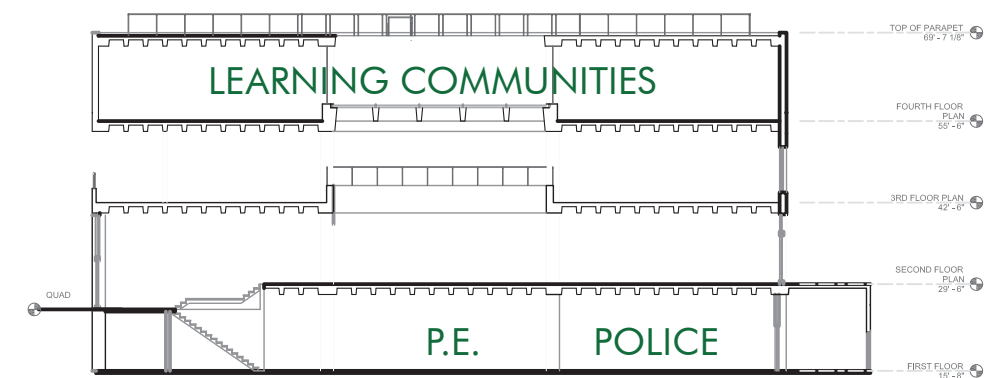 TOP OF PARAPET
69' - 7 1/8"
LEARNING COMMUNITIES
FOURTH FLOOR
PLAN
55' - 6"
3RD FLOOR PLAN
42' - 6"
SECOND FLOOR
PLAN
29' - 6"
QUAD
P.E.
POLICE
FIRST FLOOR
15' - 8"